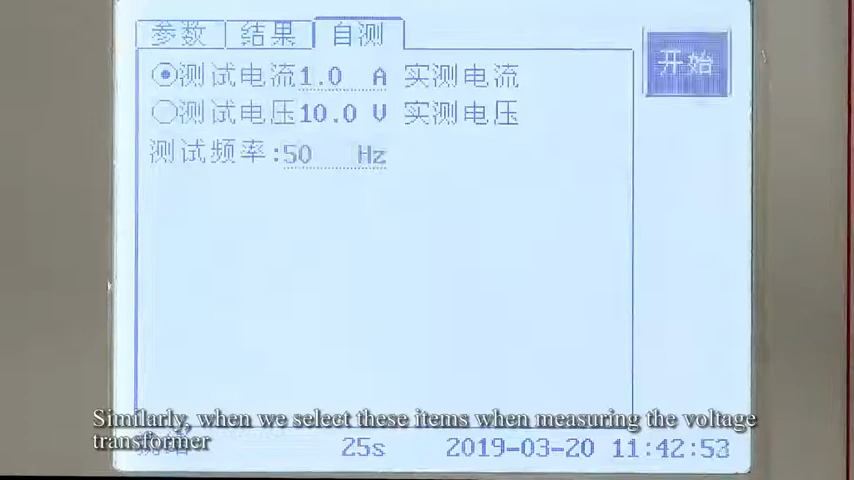 参数 结果 自测
开始
测试电流1.0 A 实测电流
测试电压10.0 V 实测电压
测试频率:50 Hz
Similarly, when we select these items when measuring the voltage
transformer
25s 2019-03-20 11:42:53